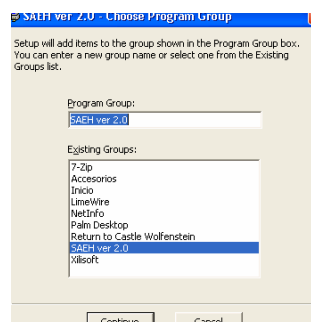 SAEH ver 2.0 - Choose Program Group
Setup will add items to the group shown in the Program Group box.
You can enter a new group name or select one from the Existing
Groups list.
Program Group:
SAEH ver 2.0
Existing Groups:
7-Zip
Accesorios
Inicio
LimeWire
NetInfo
Palm Desktop
Return to Castle Wolfenstein
SAEH ver 2.0
Xilisoft
Continue
Cancel